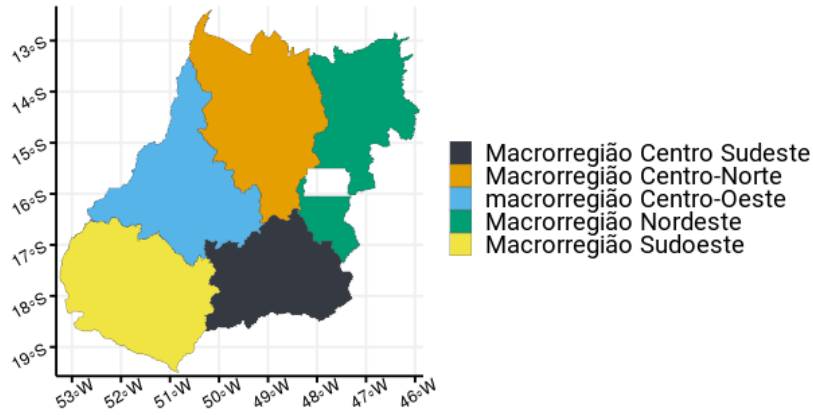 13°S
14°S
15°S
16°S
17°S
18°S
19°S
53°W 52°W 51°W 50°W 49°W 48°W 47°W 46°W
Macrorregião Centro Sudeste
Macrorregião Centro-Norte
macrorregião Centro-Oeste
Macrorregião Nordeste
Macrorregião Sudoeste